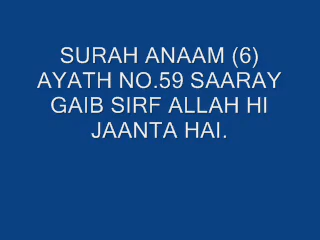 SURAH ANAAM (6)
AYATH NO.59 SAARAY
GAIB SIRF ALLAH HI
JAANTA HAI.